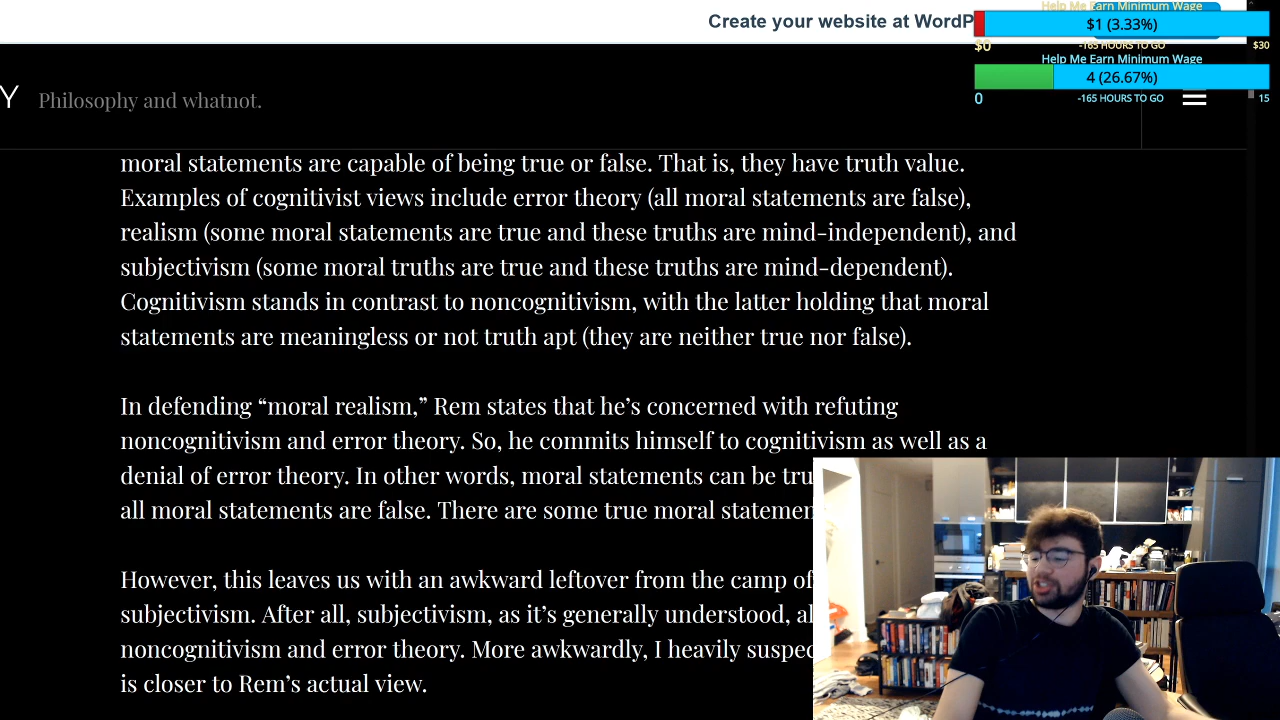 Create your website at WordP
Help Me Earn Minimum Wage
$1 (3.33%)
$0
-165 HOURS TO GO
$30
Help Me Earn Minimum Wage
4 (26.67%)
0
-165 HOURS TO GO
15
Y
Philosophy and whatnot.
moral statements are capable of being true or false. That is, they have truth value.
Examples of cognitivist views include error theory (all moral statements are false),
realism (some moral statements are true and these truths are mind-independent), and
subjectivism (some moral truths are true and these truths are mind-dependent).
Cognitivism stands in contrast to noncognitivism, with the latter holding that moral
statements are meaningless or not truth apt (they are neither true nor false).
In defending “moral realism,” Rem states that he’s concerned with refuting
noncognitivism and error theory. So, he commits himself to cognitivism as well as a
denial of error theory. In other words, moral statements can be tru
all moral statements are false. There are some true moral statemen
However, this leaves us with an awkward leftover from the camp of
subjectivism. After all, subjectivism, as it’s generally understood, al
noncognitivism and error theory. More awkwardly, I heavily suspec
is closer to Rem’s actual view.